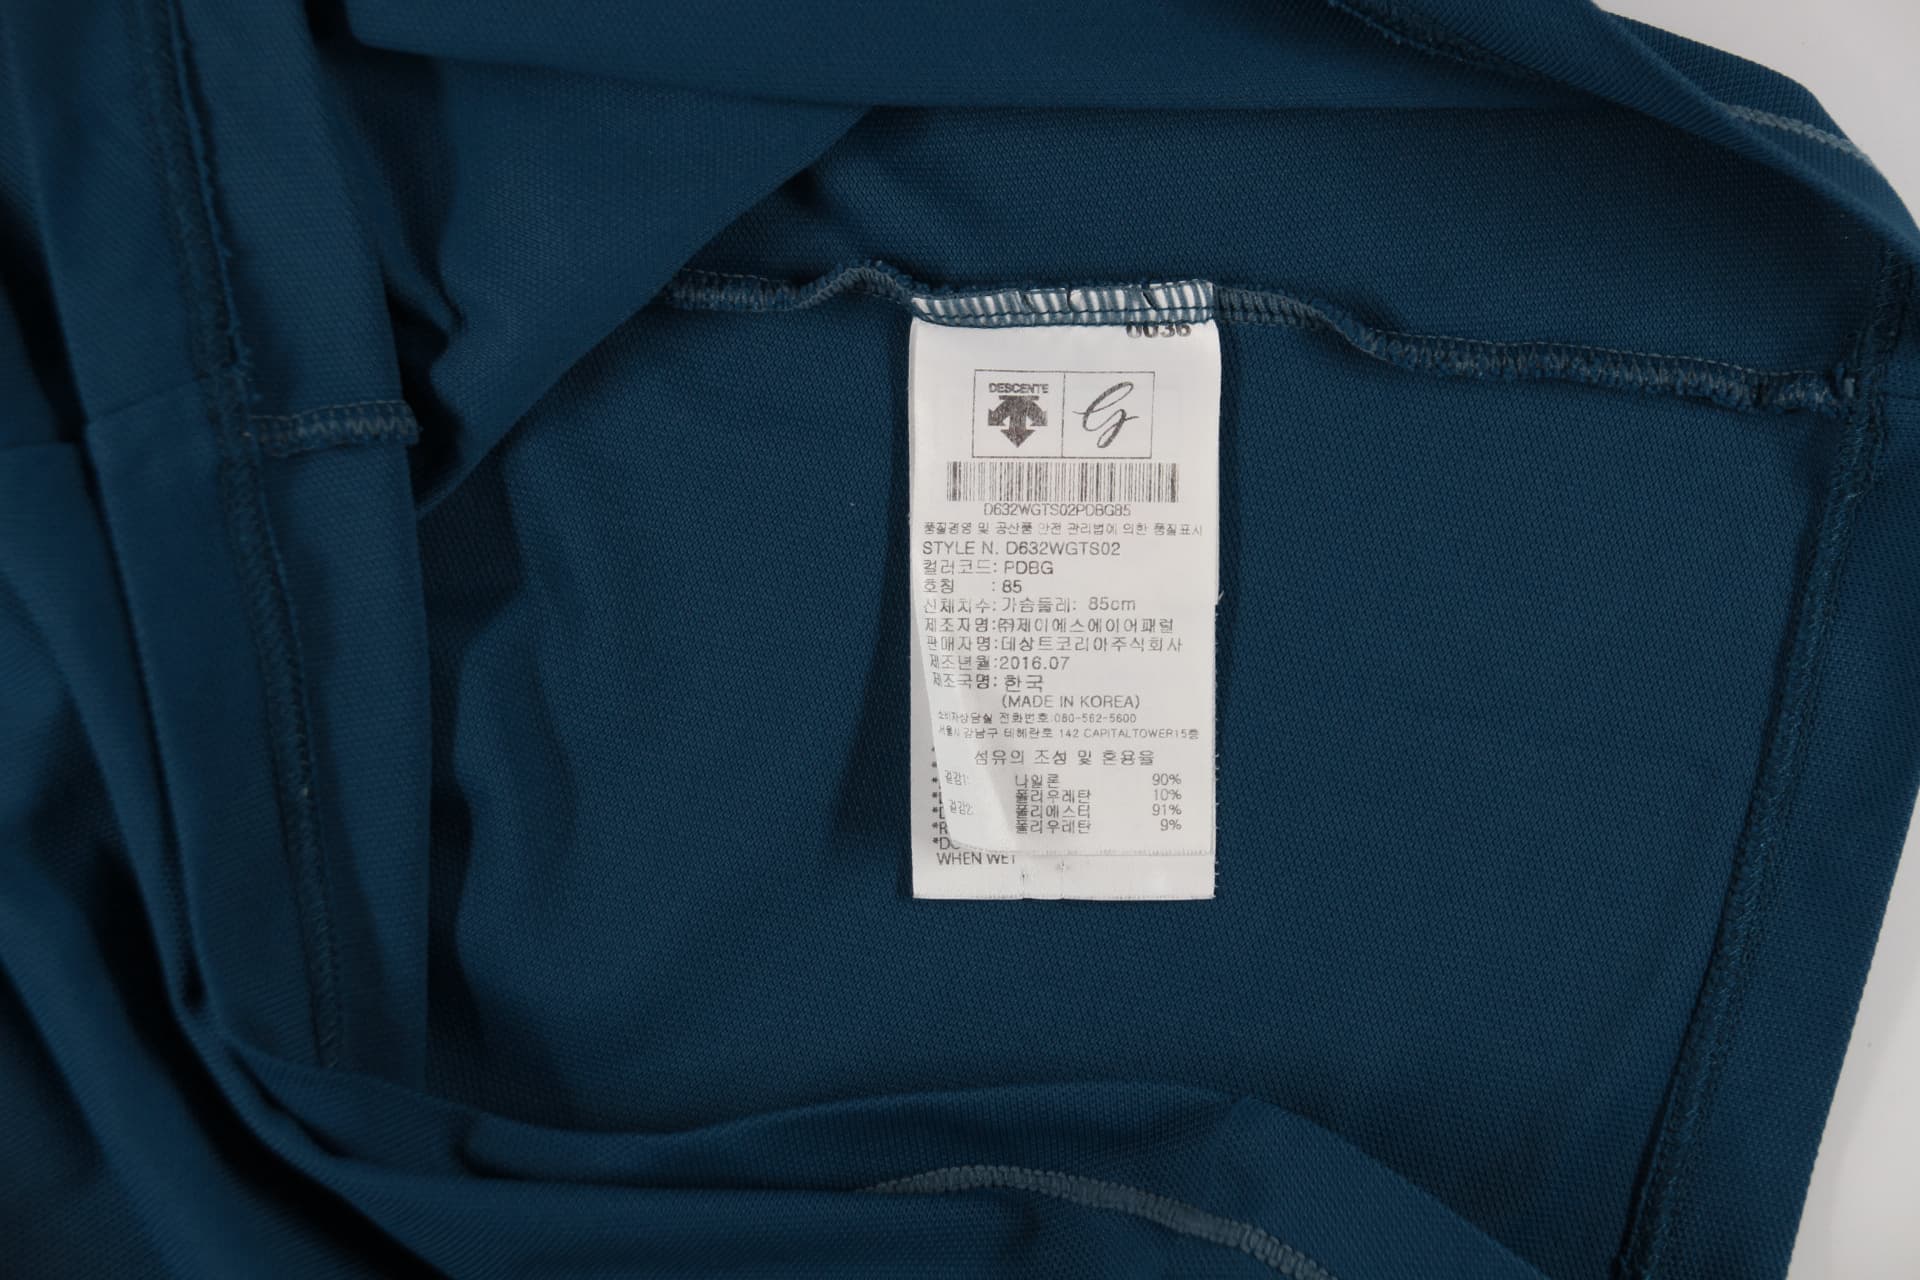 0036
DESCENTE
D632WGTS02PDBG85
품질경영 및 공산품 안전 관리법에 의한 품질표시
STYLE N. D632WGTS02
컬러코드: PDBG
호칭 : 85
신체치수: 가슴둘레: 85cm
제조자명:㈜제이에스에이어패럴
판매자명:데상트코리아주식회사
제조년월:2016.07
제조국명: 한국
(MADE IN KOREA)
소비자상담실 전화번호:080-562-5600
서울시 강남구 테헤란로 142 CAPITALTOWER15층
섬유의 조성 및 혼용율
겉감1: 나일론 90%
폴리우레탄 10%
겉감2: 폴리에스터 91%
폴리우레탄 9%
WHEN WET